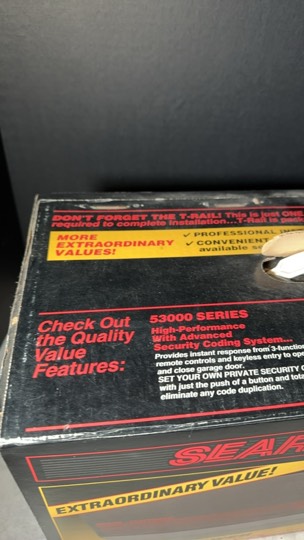 DON'T FORGET THE T-RAIL! This is just ONE
required to complete installation...T-Rail is
MORE
EXTRAORDINARY
VALUES!
✓ PROFESSIONAL
✓ CONVENIENT
available
Check Out
the Quality
Value
Features:
53000 SERIES
High-Performance
With Advanced
Security Coding System...
Provides instant response from 3-function
remote controls and keyless entry to
and close garage door.
SET YOUR OWN PRIVATE SECURITY
with just the push of a button and
eliminate any code duplication.
EXTRAORDINARY VALUE!